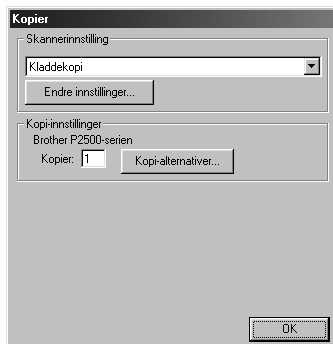 Kopier
Skannerinnstilling
Kladdekopi
Endre innstillinger...
Kopi-innstillinger
Brother P2500-serien
Kopier: 1 Kopi-alternativer...
OK